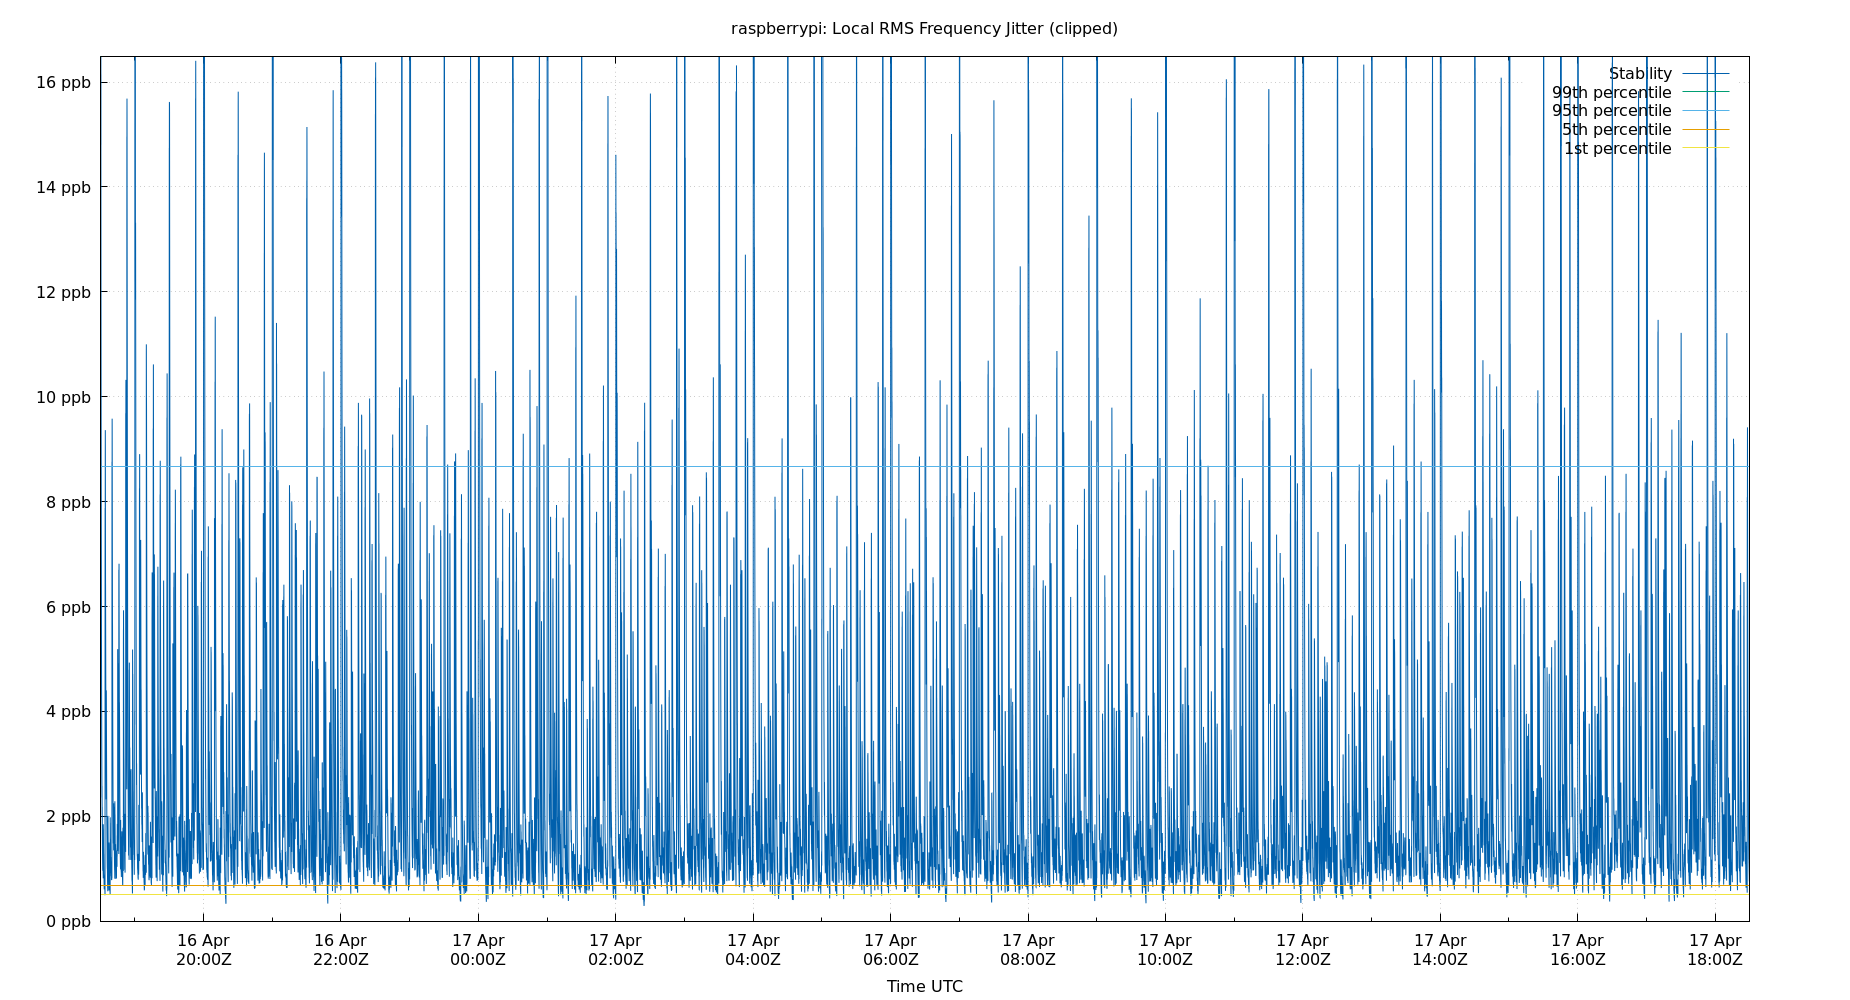 raspberrypi: Local RMS Frequency Jitter (clipped)
16 ppb
14 ppb
12 ppb
10 ppb
8 ppb
6 ppb
4 ppb
2 ppb
0 ppb
Stability
99th percentile
95th percentile
5th percentile
1st percentile
16 Apr 16 Apr 17 Apr 17 Apr 17 Apr 17 Apr 17 Apr 17 Apr 17 Apr 17 Apr 17 Apr 17 Apr
20:00Z 22:00Z 00:00Z 02:00Z 04:00Z 06:00Z 08:00Z 10:00Z 12:00Z 14:00Z 16:00Z 18:00Z
Time UTC